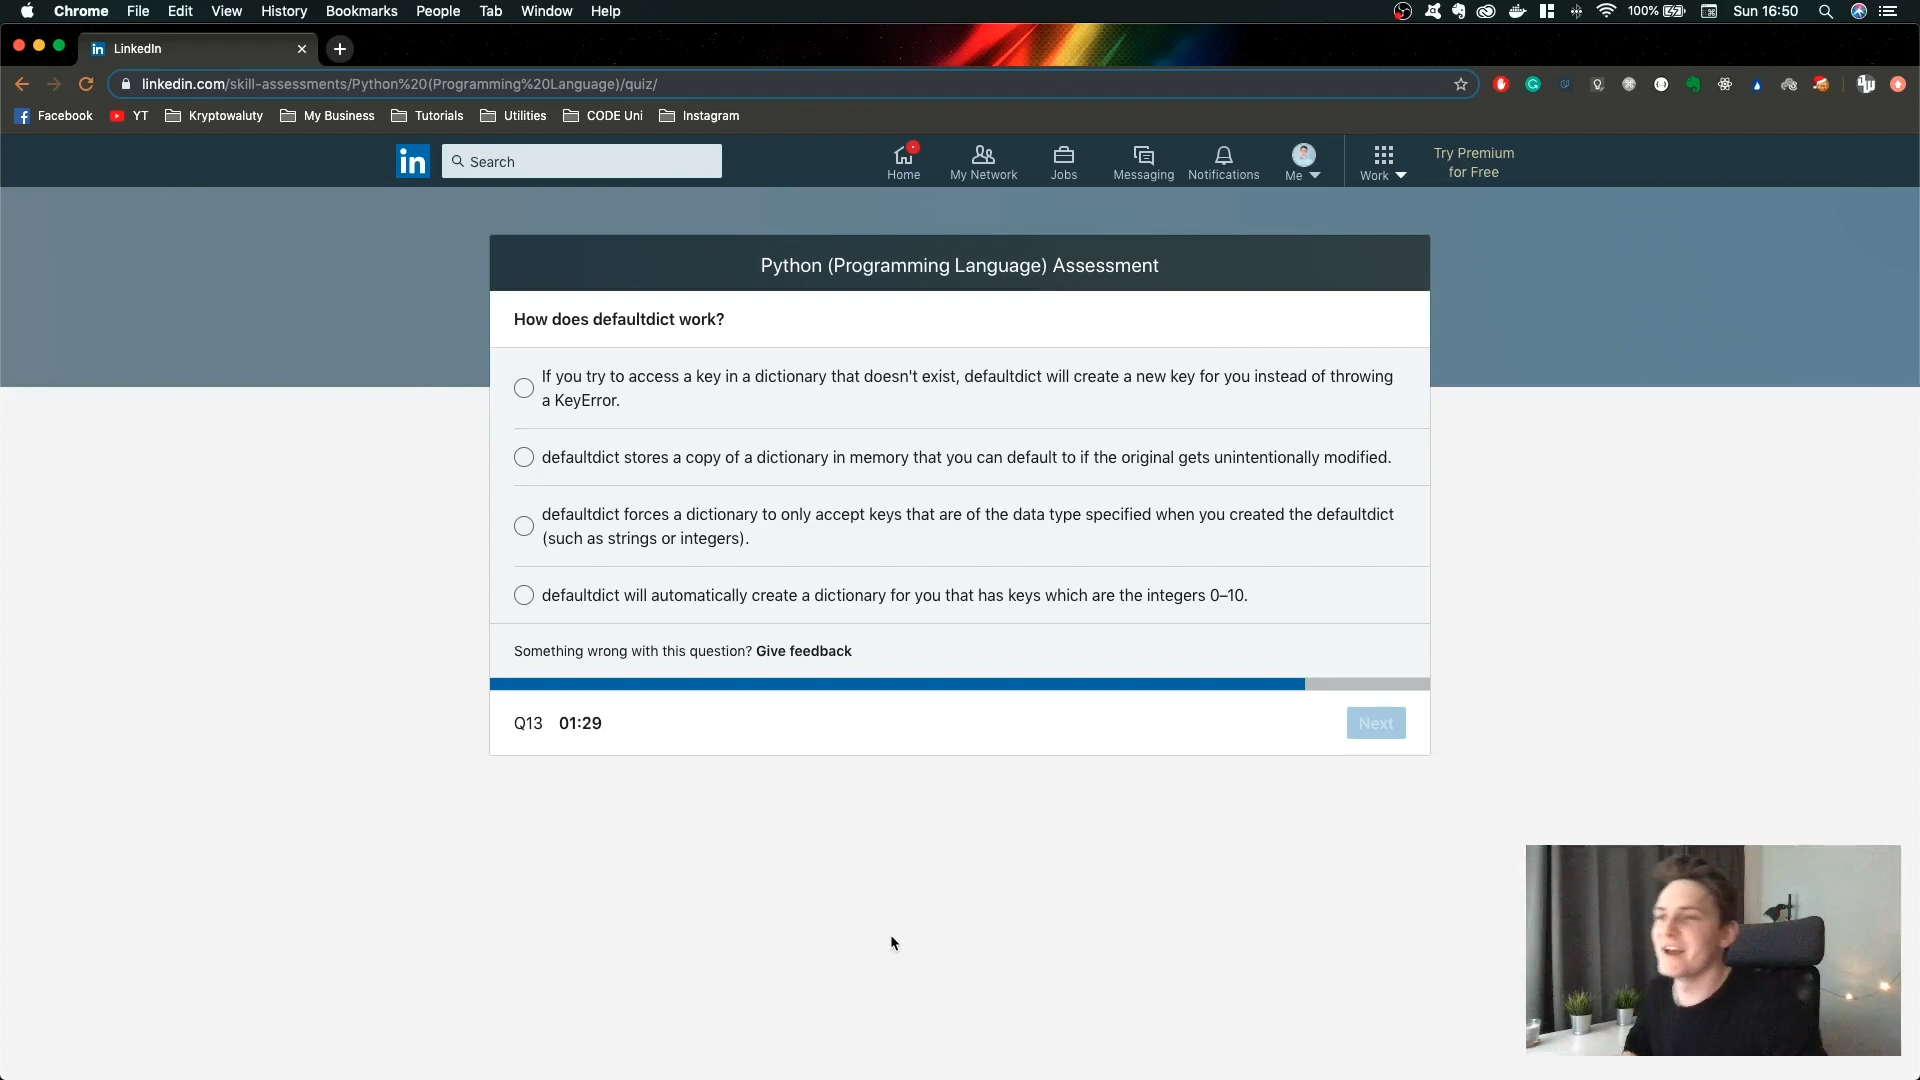 Chrome File Edit View History Bookmarks People Tab Window Help
100% Sun 16:50
in LinkedIn
linkedin.com/skill-assessments/Python%20(Programming%20Language)/quiz/
Facebook YT Kryptowaluty My Business Tutorials Utilities CODE Uni Instagram
in Search Home My Network Jobs Messaging Notifications Me Work
Try Premium
for Free
Python (Programming Language) Assessment
How does defaultdict work?
If you try to access a key in a dictionary that doesn't exist, defaultdict will create a new key for you instead of throwing
a KeyError.
defaultdict stores a copy of a dictionary in memory that you can default to if the original gets unintentionally modified.
defaultdict forces a dictionary to only accept keys that are of the data type specified when you created the defaultdict
(such as strings or integers).
defaultdict will automatically create a dictionary for you that has keys which are the integers 0–10.
Something wrong with this question? Give feedback
Q13 01:29
Next